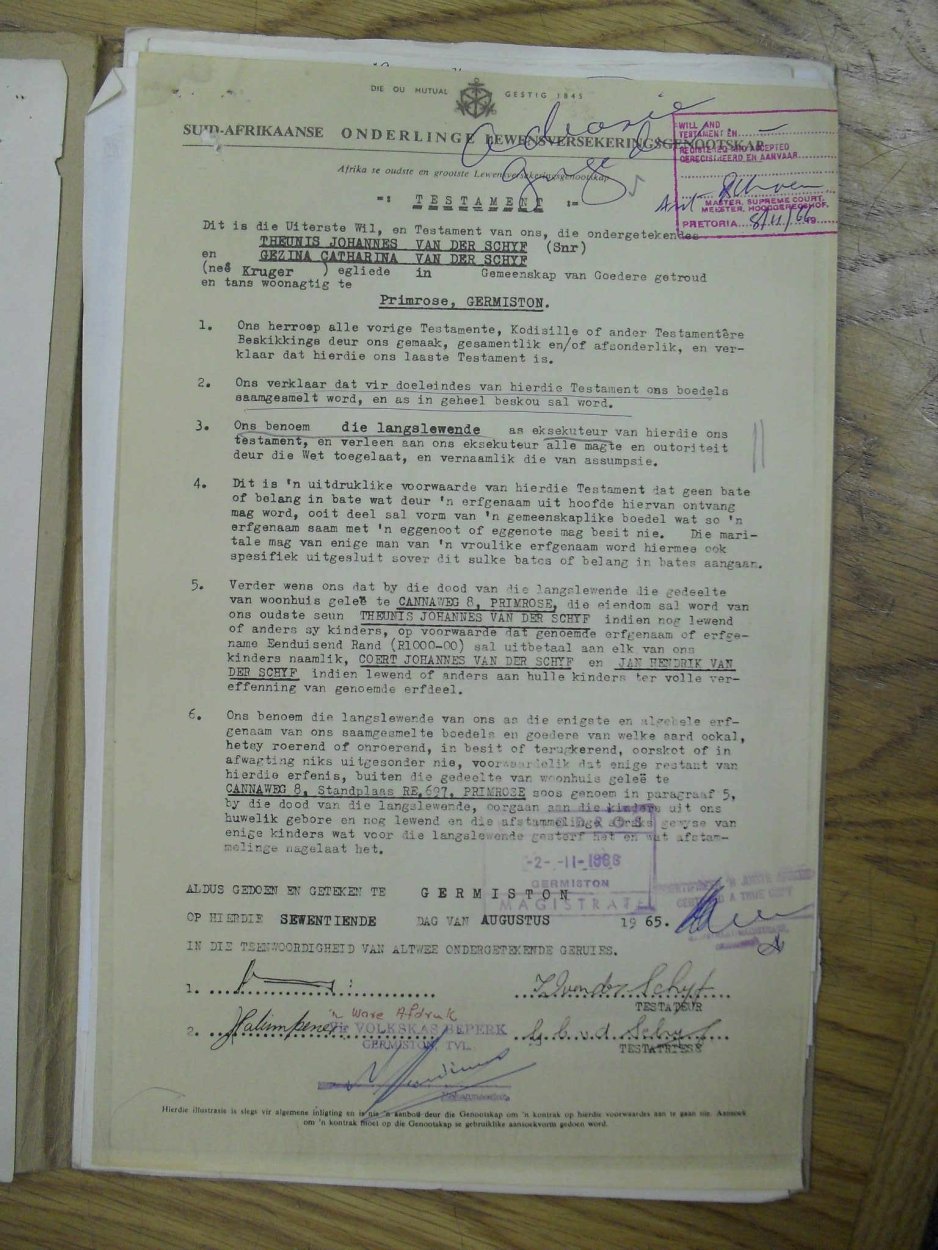 DIE OU MUTUAL GESTIG 1845
SUID-AFRIKAANSE ONDERLINGE LEWENSVERSEKERINGSGENOOTSKAP
Afrika se oudste en grootste Lewensversekeringsgenootskap
WILL AND
TESTAMENT EN
REGISTERED AND ACCEPTED
GEREGISTREER EN AANVAAR
Asst
MASTER, SUPREME COURT.
MEESTER, HOOGGEREGSHOF.
PRETORIA 8/11/66 19
-: TESTAMENT :-
Dit is die Uiterste Wil, en Testament van ons, die ondergetekendes
THEUNIS JOHANNES VAN DER SCHYF (Snr)
en GEZINA CATHARINA VAN DER SCHYF
(neé Kruger ) egliede in Gemeenskap van Goedere getroud
en tans woonagtig te
Primrose, GERMISTON.
1. Ons herroep alle vorige Testamente, Kodisille of ander Testamentêre
Beskikkings deur ons gemaak, gesamentlik en/of afsonderlik, en ver-
klaar dat hierdie ons laaste Testament is.
2. Ons verklaar dat vir doeleindes van hierdie Testament ons boedels
saamgesmelt word, en as in geheel beskou sal word.
3. Ons benoem die langslewende as eksekuteur van hierdie ons
testament, en verleen aan ons eksekuteur alle magte en outoriteit
deur die Wet toegelaat, en vernaamlik die van assumpsie.
4. Dit is 'n uitdruklike voorwaarde van hierdie Testament dat geen bate
of belang in bate wat deur 'n erfgenaam uit hoofde hiervan ontvang
mag word, ooit deel sal vorm van 'n gemeenskaplike boedel wat so 'n
erfgenaam saam met 'n eggenoot of eggenote mag besit nie. Die mari-
tale mag van enige man van 'n vroulike erfgenaam word hiermee ook
spesifiek uitgesluit sover dit sulke bates of belang in bates aangaan.
5. Verder wens ons dat by die dood van die langslewende die gedeelte
van woonhuis geleë te CANNAWEG 8, PRIMROSE, die eiendom sal word van
ons oudste seun THEUNIS JOHANNES VAN DER SCHYF indien nog lewend
of anders sy kinders, op voorwaarde dat genoemde erfgenaam of erfge-
name Eenduisend Rand (R1000-00) sal uitbetaal aan elk van ons
kinders naamlik, COERT JOHANNES VAN DER SCHYF en JAN HENDRIK VAN
DER SCHYF indien lewend of anders aan hulle kinders ter volle ver-
effenning van genoemde erfdeel.
6. Ons benoem die langslewende van ons as die enigste en algehele erf-
genaam van ons saamgesmelte boedels en goedere van welke aard ookal,
hetsy roerend of onroerend, in besit of terugkerend, oorskot of in
afwagting niks uitgesonder nie, voorwaardelik dat enige restant van
hierdie erfenis, buiten die gedeelte van woonhuis geleë te
CANNAWEG 8, Standplaas RE,697, PRIMROSE soos genoem in paragraaf 5,
by die dood van die langslewende, oorgaan aan die kinders uit ons
huwelik gebore en nog lewend en die afstammelinge staaks gewyse van
enige kinders wat voor die langslewende gestorf het en wat afstam-
melinge nagelaat het.
-2- -11- 1966
GERMISTON
MAGISTRATE
CERTIFIED A TRUE COPY
ALDUS GEDOEN EN GETEKEN TE GERMISTON
OP HIERDIE SEWENTIENDE DAG VAN AUGUSTUS 1965.
IN DIE TEENWOORDIGHEID VAN ALTWEE ONDERGETEKENDE GETUIES.
1.
TESTATEUR
2.
TESTATRIESE
'n Ware Afdruk
Vir VOLKSKAS BEPERK
GERMISTON, TVL.
Hierdie illustrasie is slegs vir algemene inligting en is nie 'n aanbod deur die Genootskap om 'n kontrak op hierdie voorwaardes aan te gaan nie. Aansoek
om 'n kontrak moet op die Genootskap se gebruiklike aansoekvorm gedoen word.